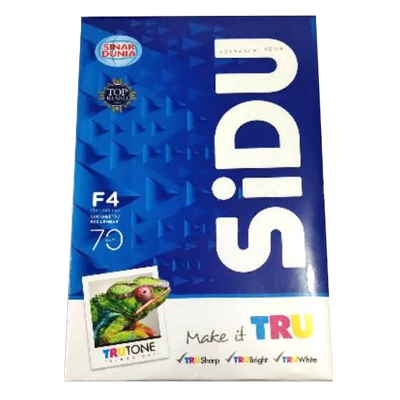 SINAR
DUNIA
TOP
BRAND
SiDU
F4
70
Make it TRU
TRUTONE
TRUSharp
TRUBright
TRUWhite